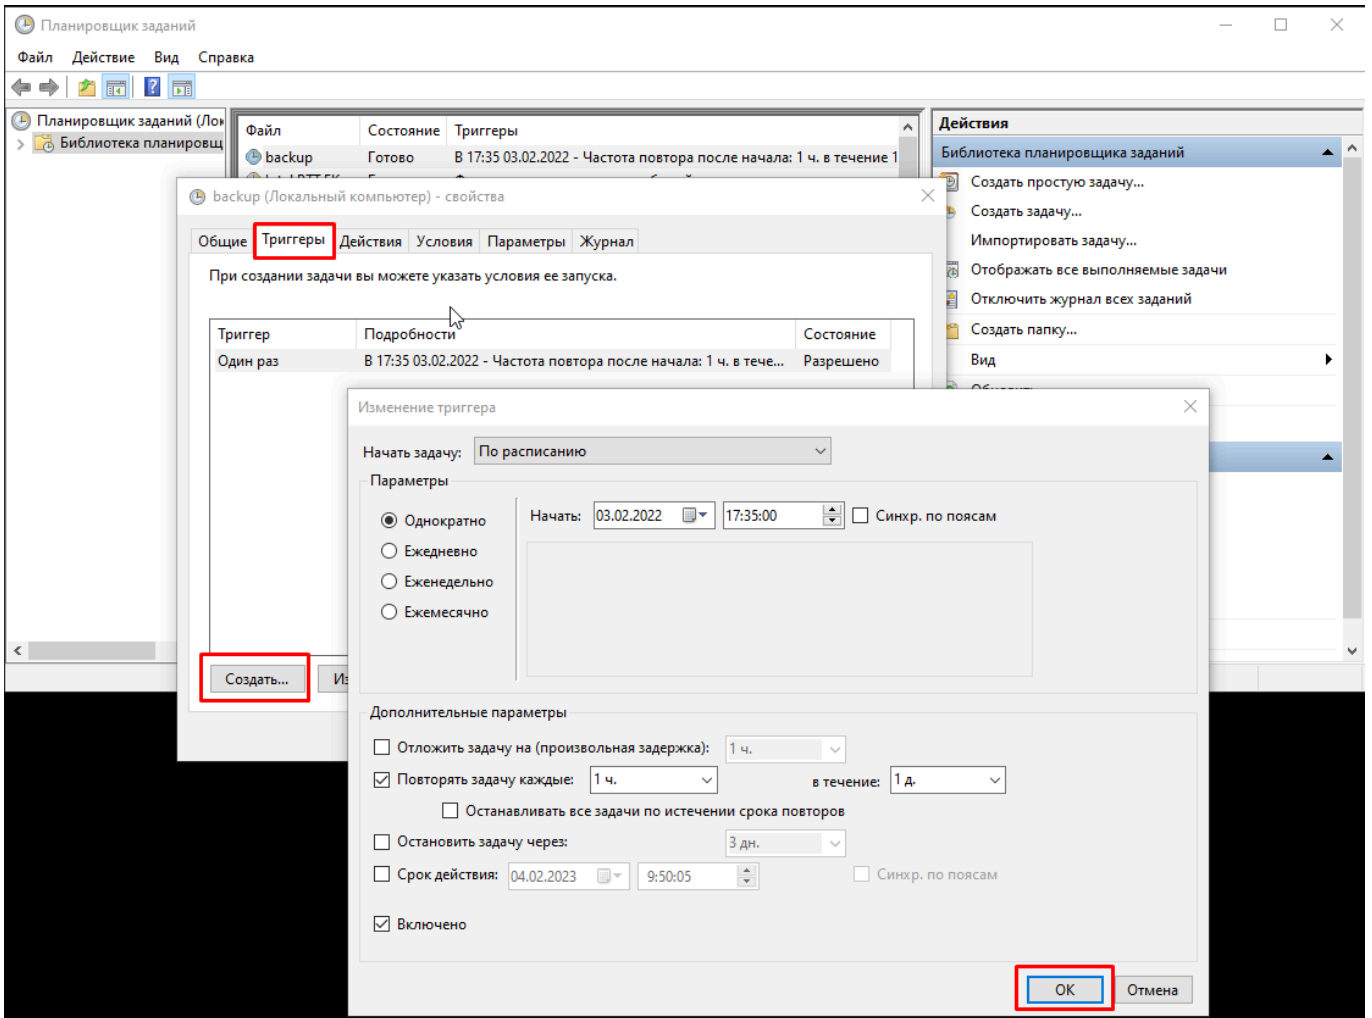 Планировщик заданий
Файл Действие Вид Справка
Планировщик заданий (Лок
Библиотека планировщ
Файл Состояние Триггеры
backup Готово В 17:35 03.02.2022 - Частота повтора после начала: 1 ч. в течение 1
Действия
Библиотека планировщика заданий
Создать простую задачу...
Создать задачу...
Импортировать задачу...
Отображать все выполняемые задачи
Отключить журнал всех заданий
Создать папку...
Вид
backup (Локальный компьютер) - свойства
Общие Триггеры Действия Условия Параметры Журнал
При создании задачи вы можете указать условия ее запуска.
Триггер Подробности Состояние
Один раз В 17:35 03.02.2022 - Частота повтора после начала: 1 ч. в тече... Разрешено
Создать... Из
Изменение триггера
Начать задачу: По расписанию
Параметры
Однократно
Ежедневно
Еженедельно
Ежемесячно
Начать: 03.02.2022 17:35:00 Синхр. по поясам
Дополнительные параметры
Отложить задачу на (произвольная задержка): 1 ч.
Повторять задачу каждые: 1 ч. в течение: 1 д.
Останавливать все задачи по истечении срока повторов
Остановить задачу через: 3 дн.
Срок действия: 04.02.2023 9:50:05 Синхр. по поясам
Включено
OK Отмена